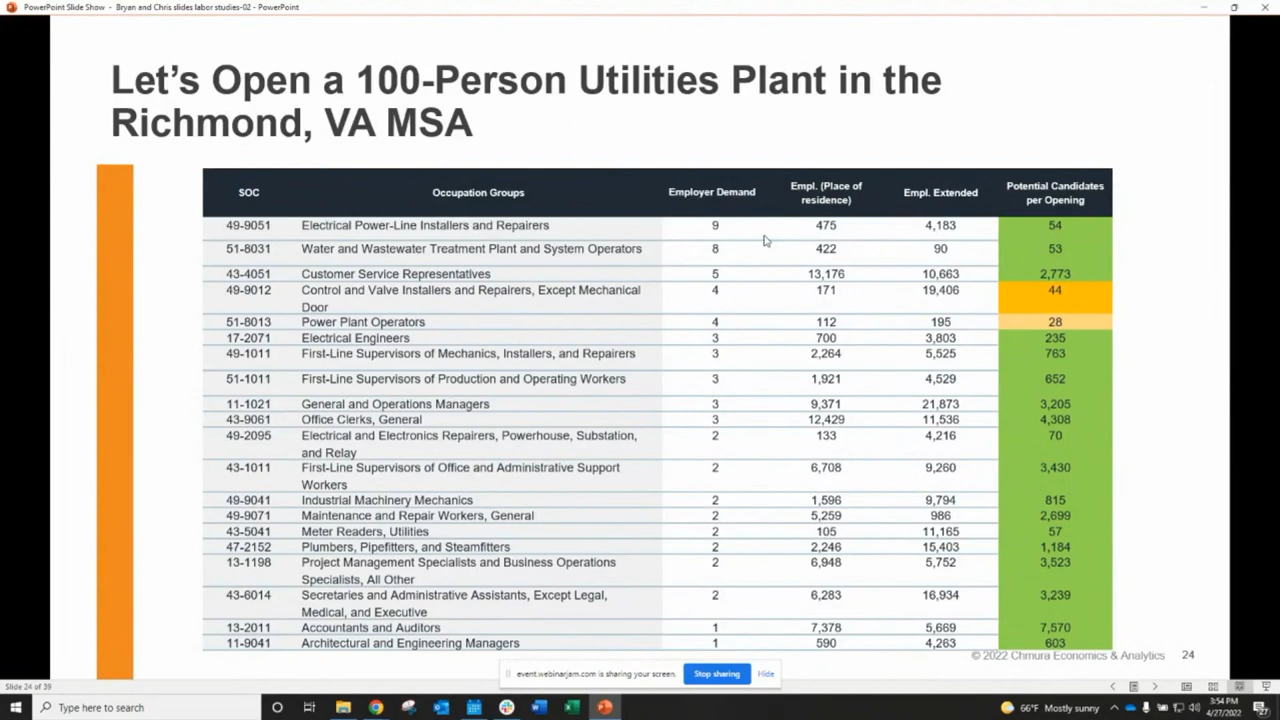 PowerPoint Slide Show - Bryan and Chris slides labor studies-02 - PowerPoint
Let's Open a 100-Person Utilities Plant in the
Richmond, VA MSA
SOC Occupation Groups Employer Demand Empl. (Place of residence) Empl. Extended Potential Candidates per Opening
49-9051 Electrical Power-Line Installers and Repairers 9 475 4,183 54
51-8031 Water and Wastewater Treatment Plant and System Operators 8 422 90 53
43-4051 Customer Service Representatives 5 13,176 10,663 2,773
49-9012 Control and Valve Installers and Repairers, Except Mechanical 4 171 19,406 44
Door
51-8013 Power Plant Operators 4 112 195 28
17-2071 Electrical Engineers 3 700 3,803 235
49-1011 First-Line Supervisors of Mechanics, Installers, and Repairers 3 2,264 5,525 763
51-1011 First-Line Supervisors of Production and Operating Workers 3 1,921 4,529 652
11-1021 General and Operations Managers 3 9,371 21,873 3,205
43-9061 Office Clerks, General 3 12,429 11,536 4,308
49-2095 Electrical and Electronics Repairers, Powerhouse, Substation, 2 133 4,216 70
and Relay
43-1011 First-Line Supervisors of Office and Administrative Support 2 6,708 9,260 3,430
Workers
49-9041 Industrial Machinery Mechanics 2 1,596 9,794 815
49-9071 Maintenance and Repair Workers, General 2 5,259 986 2,699
43-5041 Meter Readers, Utilities 2 105 11,165 57
47-2152 Plumbers, Pipefitters, and Steamfitters 2 2,246 15,403 1,184
13-1198 Project Management Specialists and Business Operations 2 6,948 5,752 3,523
Specialists, All Other
43-6014 Secretaries and Administrative Assistants, Except Legal, 2 6,283 16,934 3,239
Medical, and Executive
13-2011 Accountants and Auditors 1 7,378 5,669 7,570
11-9041 Architectural and Engineering Managers 1 590 4,263 603
© 2022 Chmura Economics & Analytics 24
event.webinarjam.com is sharing your screen. Stop sharing Hide
Slide 24 of 39
Type here to search
66°F Mostly sunny
3:54 PM
4/27/2022
27